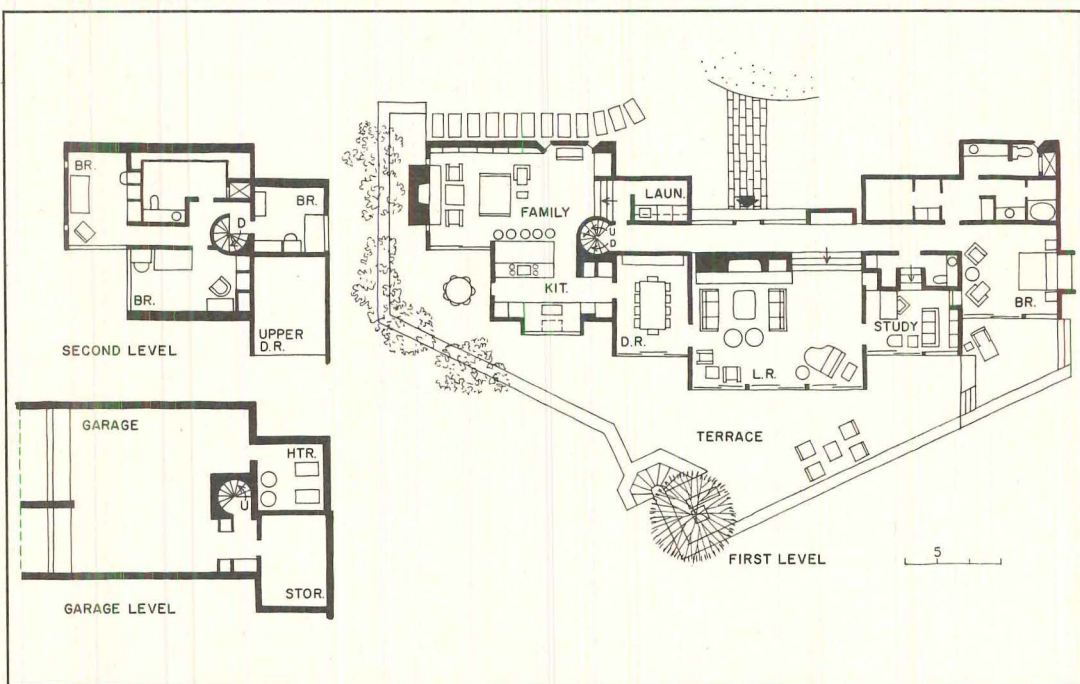 BR.
BR.
D
BR.
UPPER
D.R.
SECOND LEVEL
GARAGE
HTR.
U
STOR.
GARAGE LEVEL
FAMILY
LAUN.
U
D
KIT.
D.R.
L.R.
STUDY
BR.
TERRACE
FIRST LEVEL
5